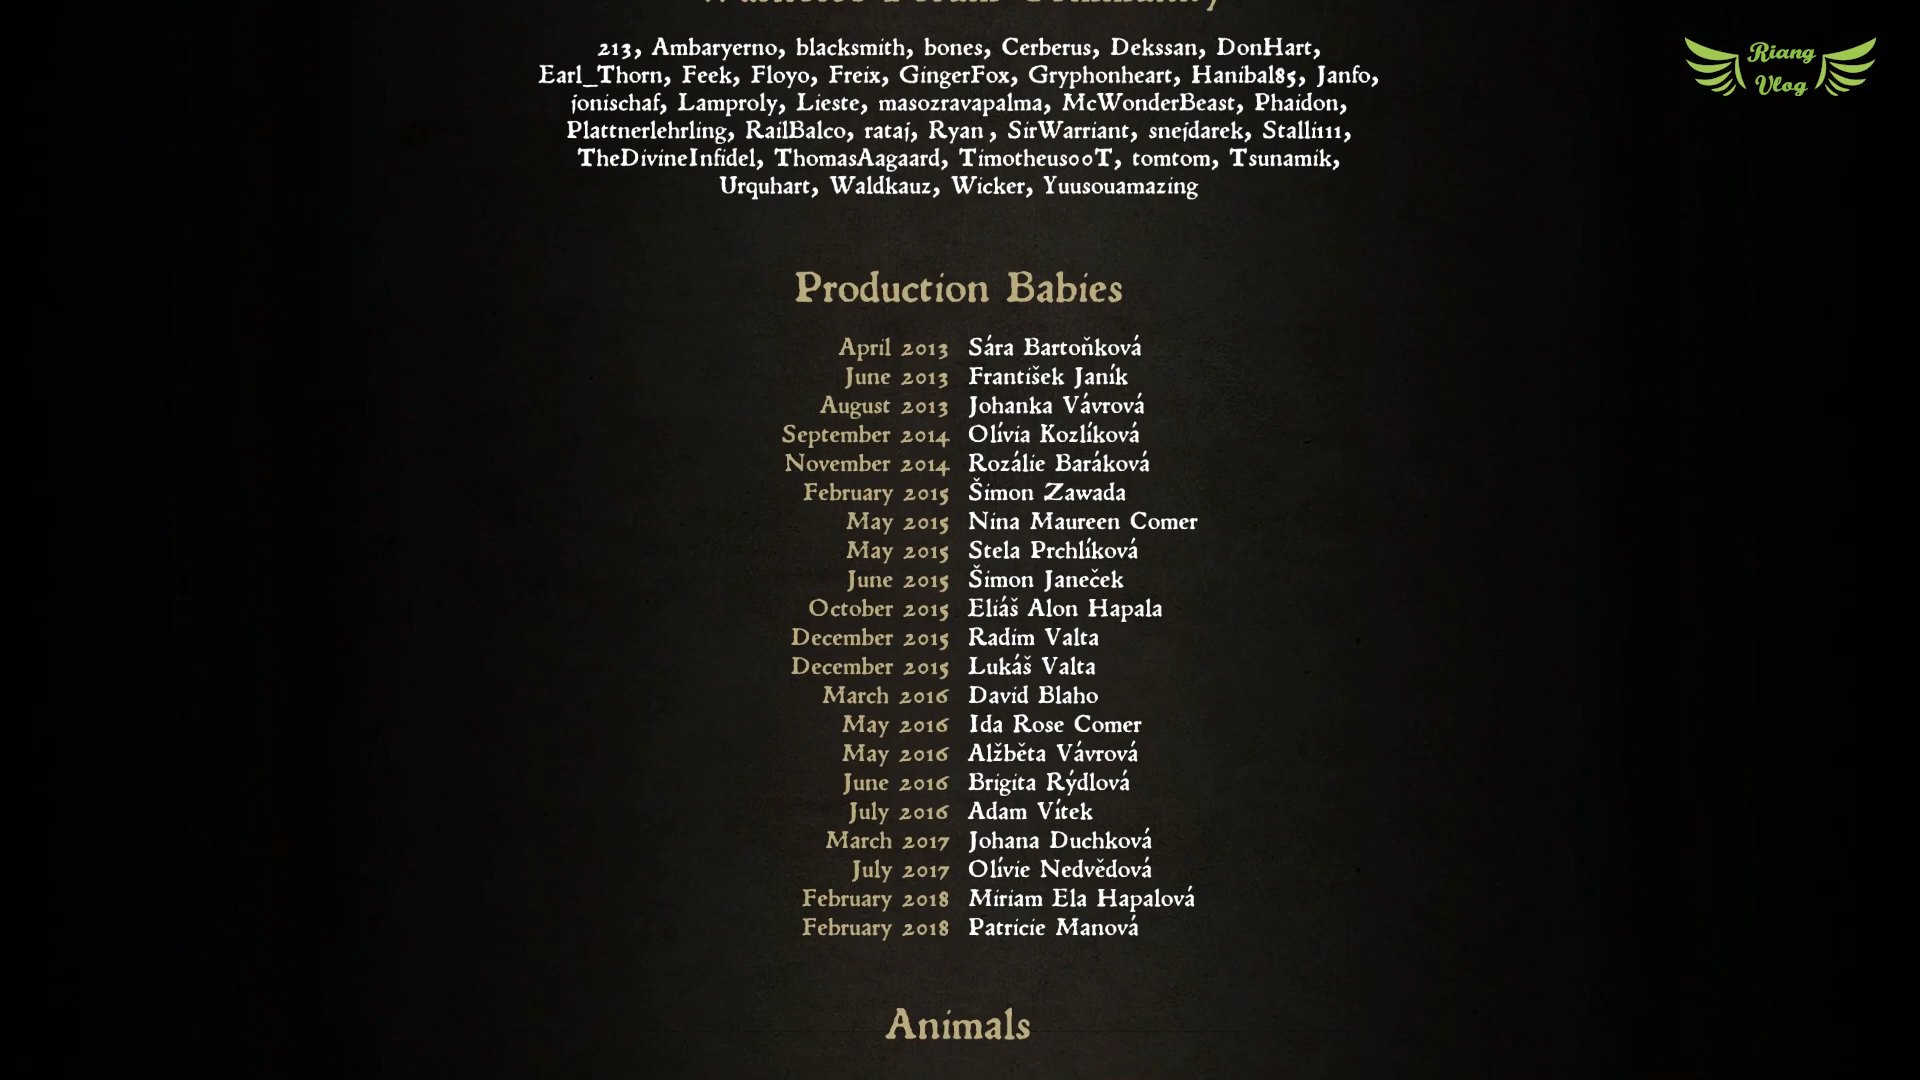 213, Ambaryerno, blacksmith, bones, Cerberus, Dekssan, DonHart,
Earl_Thorn, Feek, Floyo, Freix, GingerFox, Gryphonheart, Hanibal85, Janfo,
jonischaf, Lamproly, Lieste, masozravapalma, McWonderBeast, Phaidon,
Plattnerlehrling, RailBalco, rataj, Ryan , SirWarriant, snejdarek, Stalli111,
TheDivineInfidel, ThomasAagaard, Timotheus00T, tomtom, Tsunamik,
Urquhart, Waldkauz, Wicker, Yuusouamazing
Riang
Vlog
Production Babies
April 2013 Sára Bartoňková
June 2013 František Janík
August 2013 Johanka Vávrová
September 2014 Olívia Kozlíková
November 2014 Rozálie Baráková
February 2015 Šimon Zawada
May 2015 Nina Maureen Comer
May 2015 Stela Prchlíková
June 2015 Šimon Janeček
October 2015 Eliáš Alon Hapala
December 2015 Radim Valta
December 2015 Lukáš Valta
March 2016 David Blaho
May 2016 Ida Rose Comer
May 2016 Alžběta Vávrová
June 2016 Brigita Rýdlová
July 2016 Adam Vítek
March 2017 Johana Duchková
July 2017 Olívie Nedvědová
February 2018 Miriam Ela Hapalová
February 2018 Patricie Manová
Animals